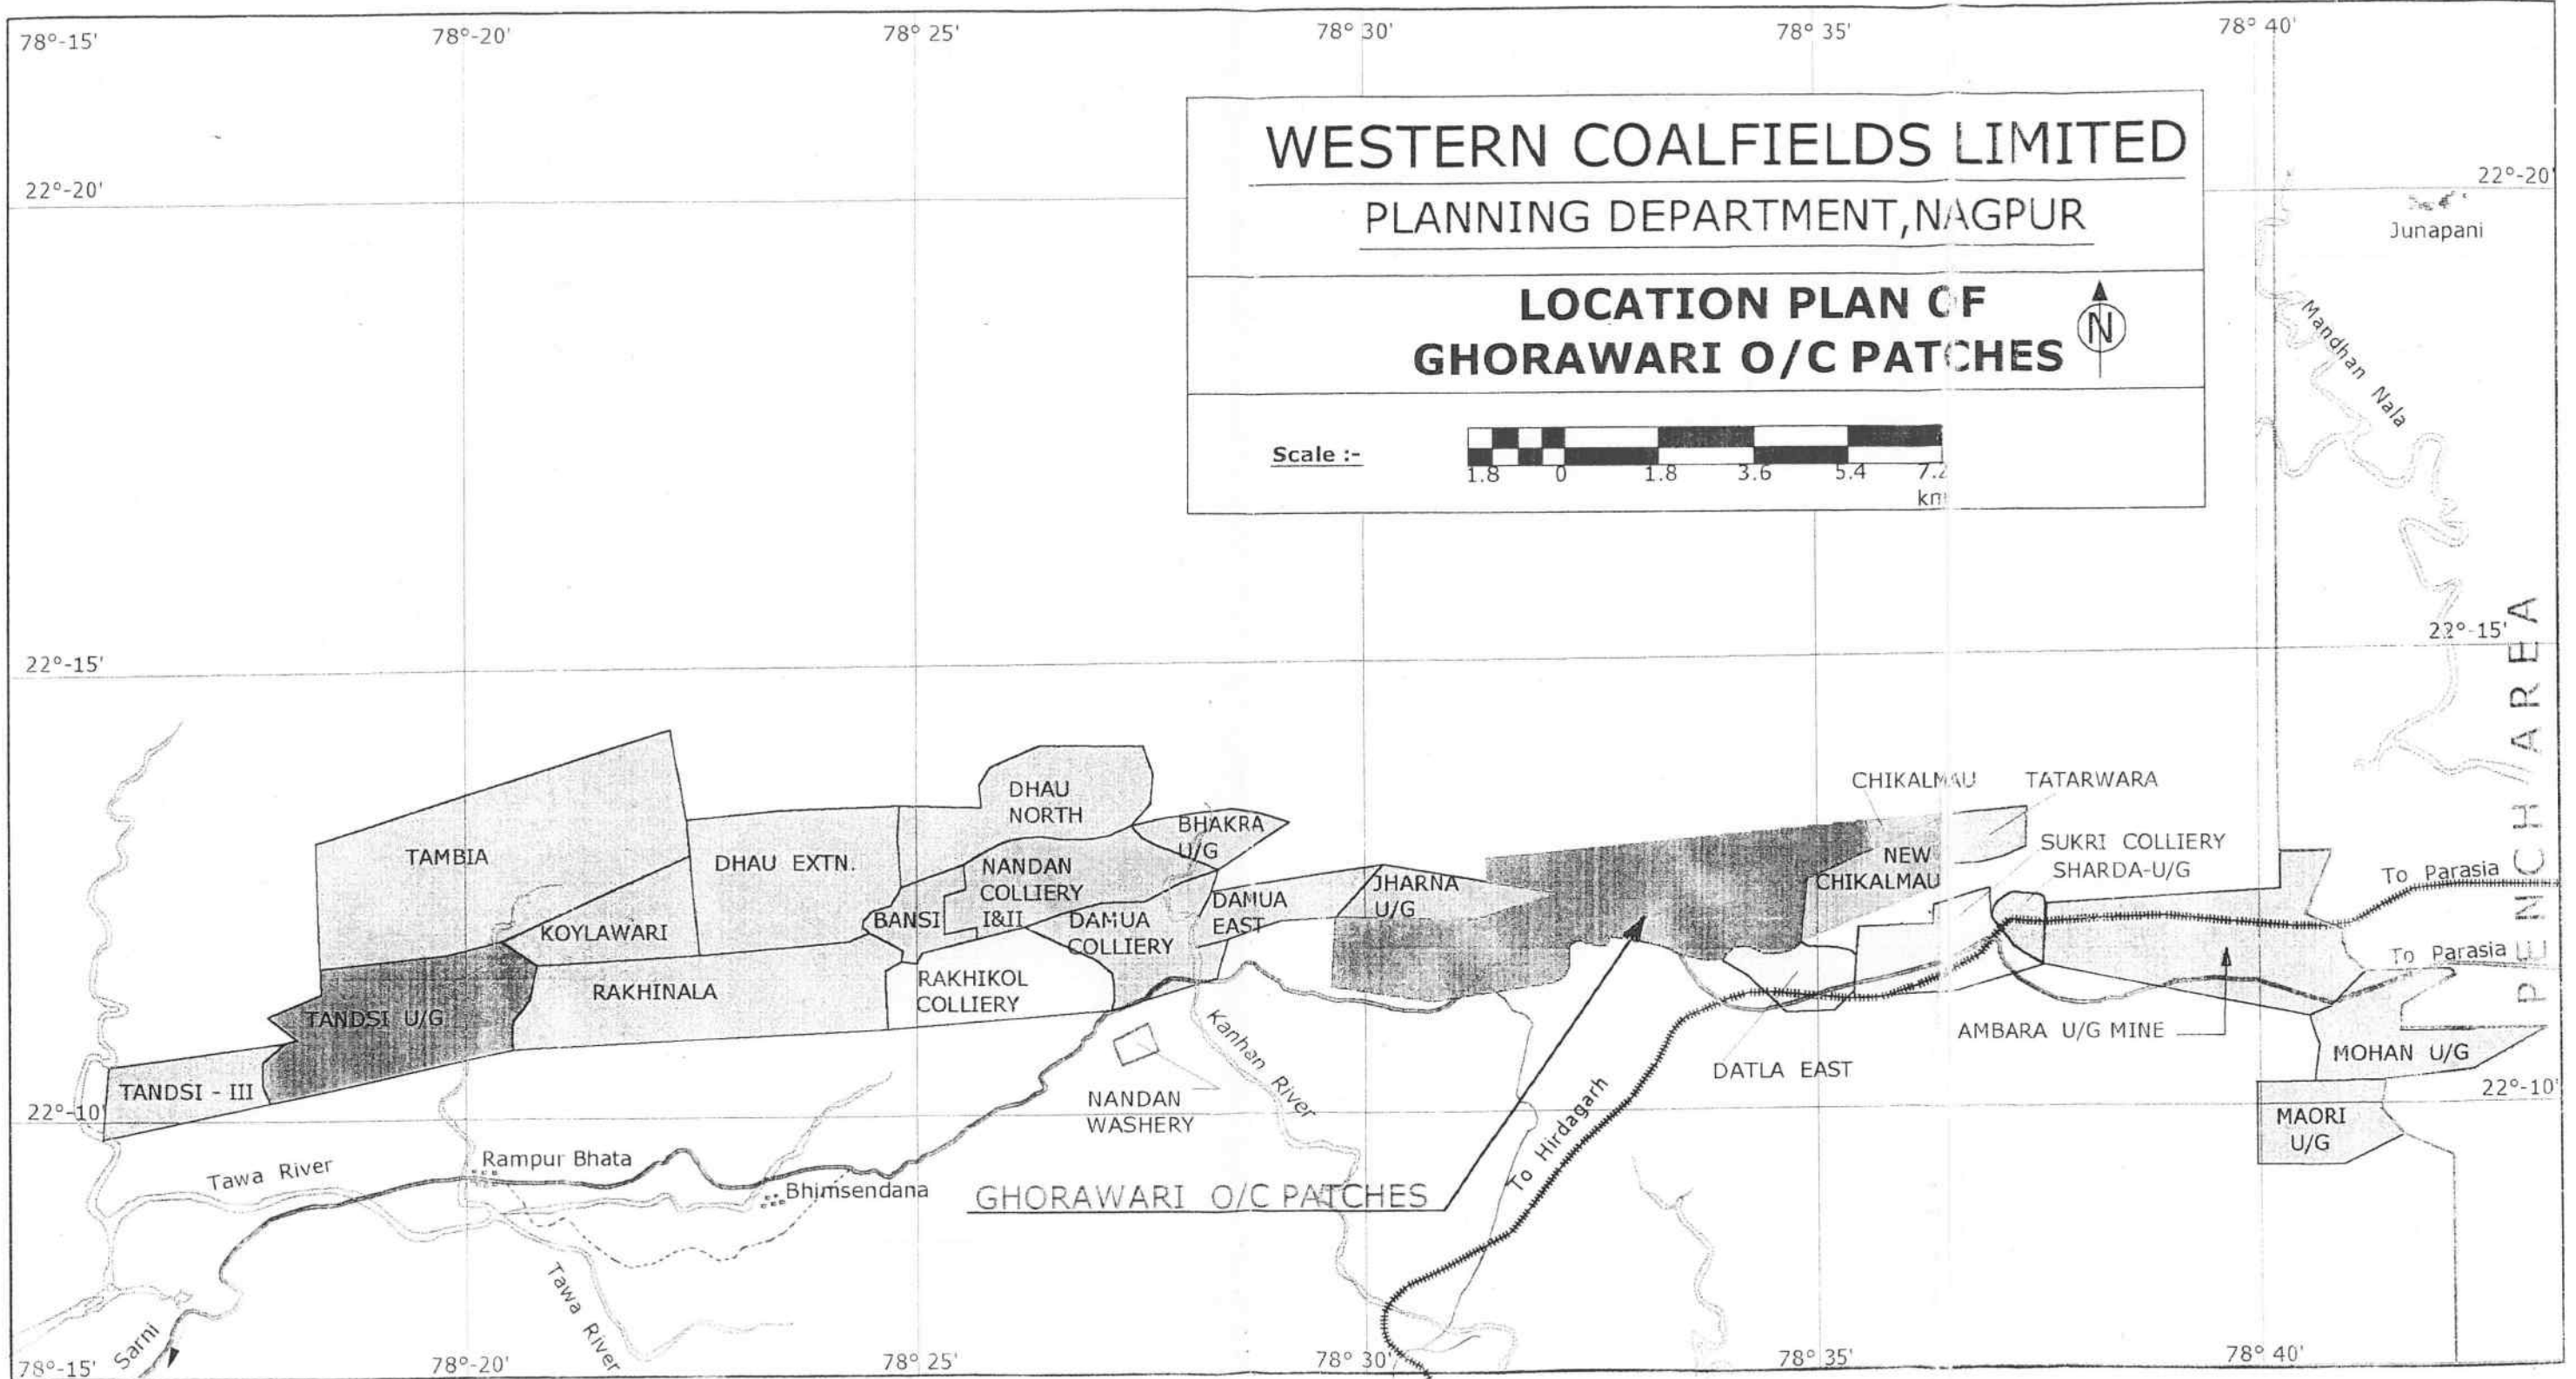 78°-15'
78°-20'
78° 25'
78° 30'
78° 35'
78° 40'
WESTERN COALFIELDS LIMITED
PLANNING DEPARTMENT,NAGPUR
LOCATION PLAN OF
GHORAWARI O/C PATCHES
N
Scale :-
1.8 0 1.8 3.6 5.4 7.2
km
22°-20'
22°-20'
Junapani
Mandhan Nala
22°-15'
22°-15'
PENCH AREA
TAMBIA
KOYLAWARI
DHAU EXTN.
DHAU
NORTH
BHAKRA
U/G
NANDAN
COLLIERY
I&II
BANSI
DAMUA
COLLIERY
DAMUA
EAST
JHARNA
U/G
CHIKALMAU
TATARWARA
NEW
CHIKALMAU
SUKRI COLLIERY
SHARDA-U/G
To Parasia
To Parasia
TANDSI U/G
RAKHINALA
RAKHIKOL
COLLIERY
TANDSI - III
NANDAN
WASHERY
Kanhan River
DATLA EAST
AMBARA U/G MINE
MOHAN U/G
MAORI
U/G
22°-10'
22°-10'
Tawa River
Rampur Bhata
Bhimsendana
GHORAWARI O/C PATCHES
To Hirdagarh
Tawa River
Sarni
78°-15'
78°-20'
78° 25'
78° 30'
78° 35'
78° 40'